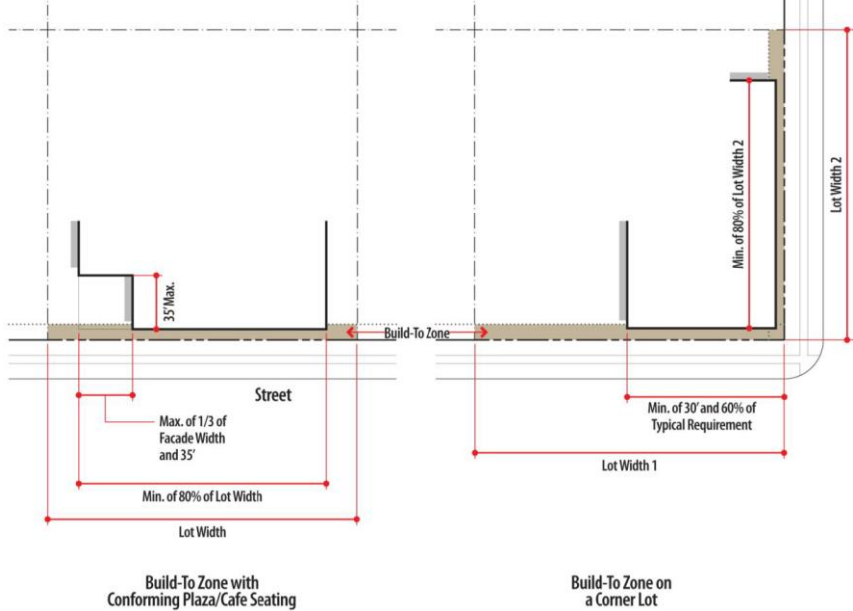 35' Max.
Street
Max. of 1/3 of
Facade Width
and 35'
Min. of 80% of Lot Width
Lot Width
Build-To Zone with
Conforming Plaza/Cafe Seating
Build-To Zone
Min. of 80% of Lot Width 2
Lot Width 2
Min. of 30' and 60% of
Typical Requirement
Lot Width 1
Build-To Zone on
a Corner Lot